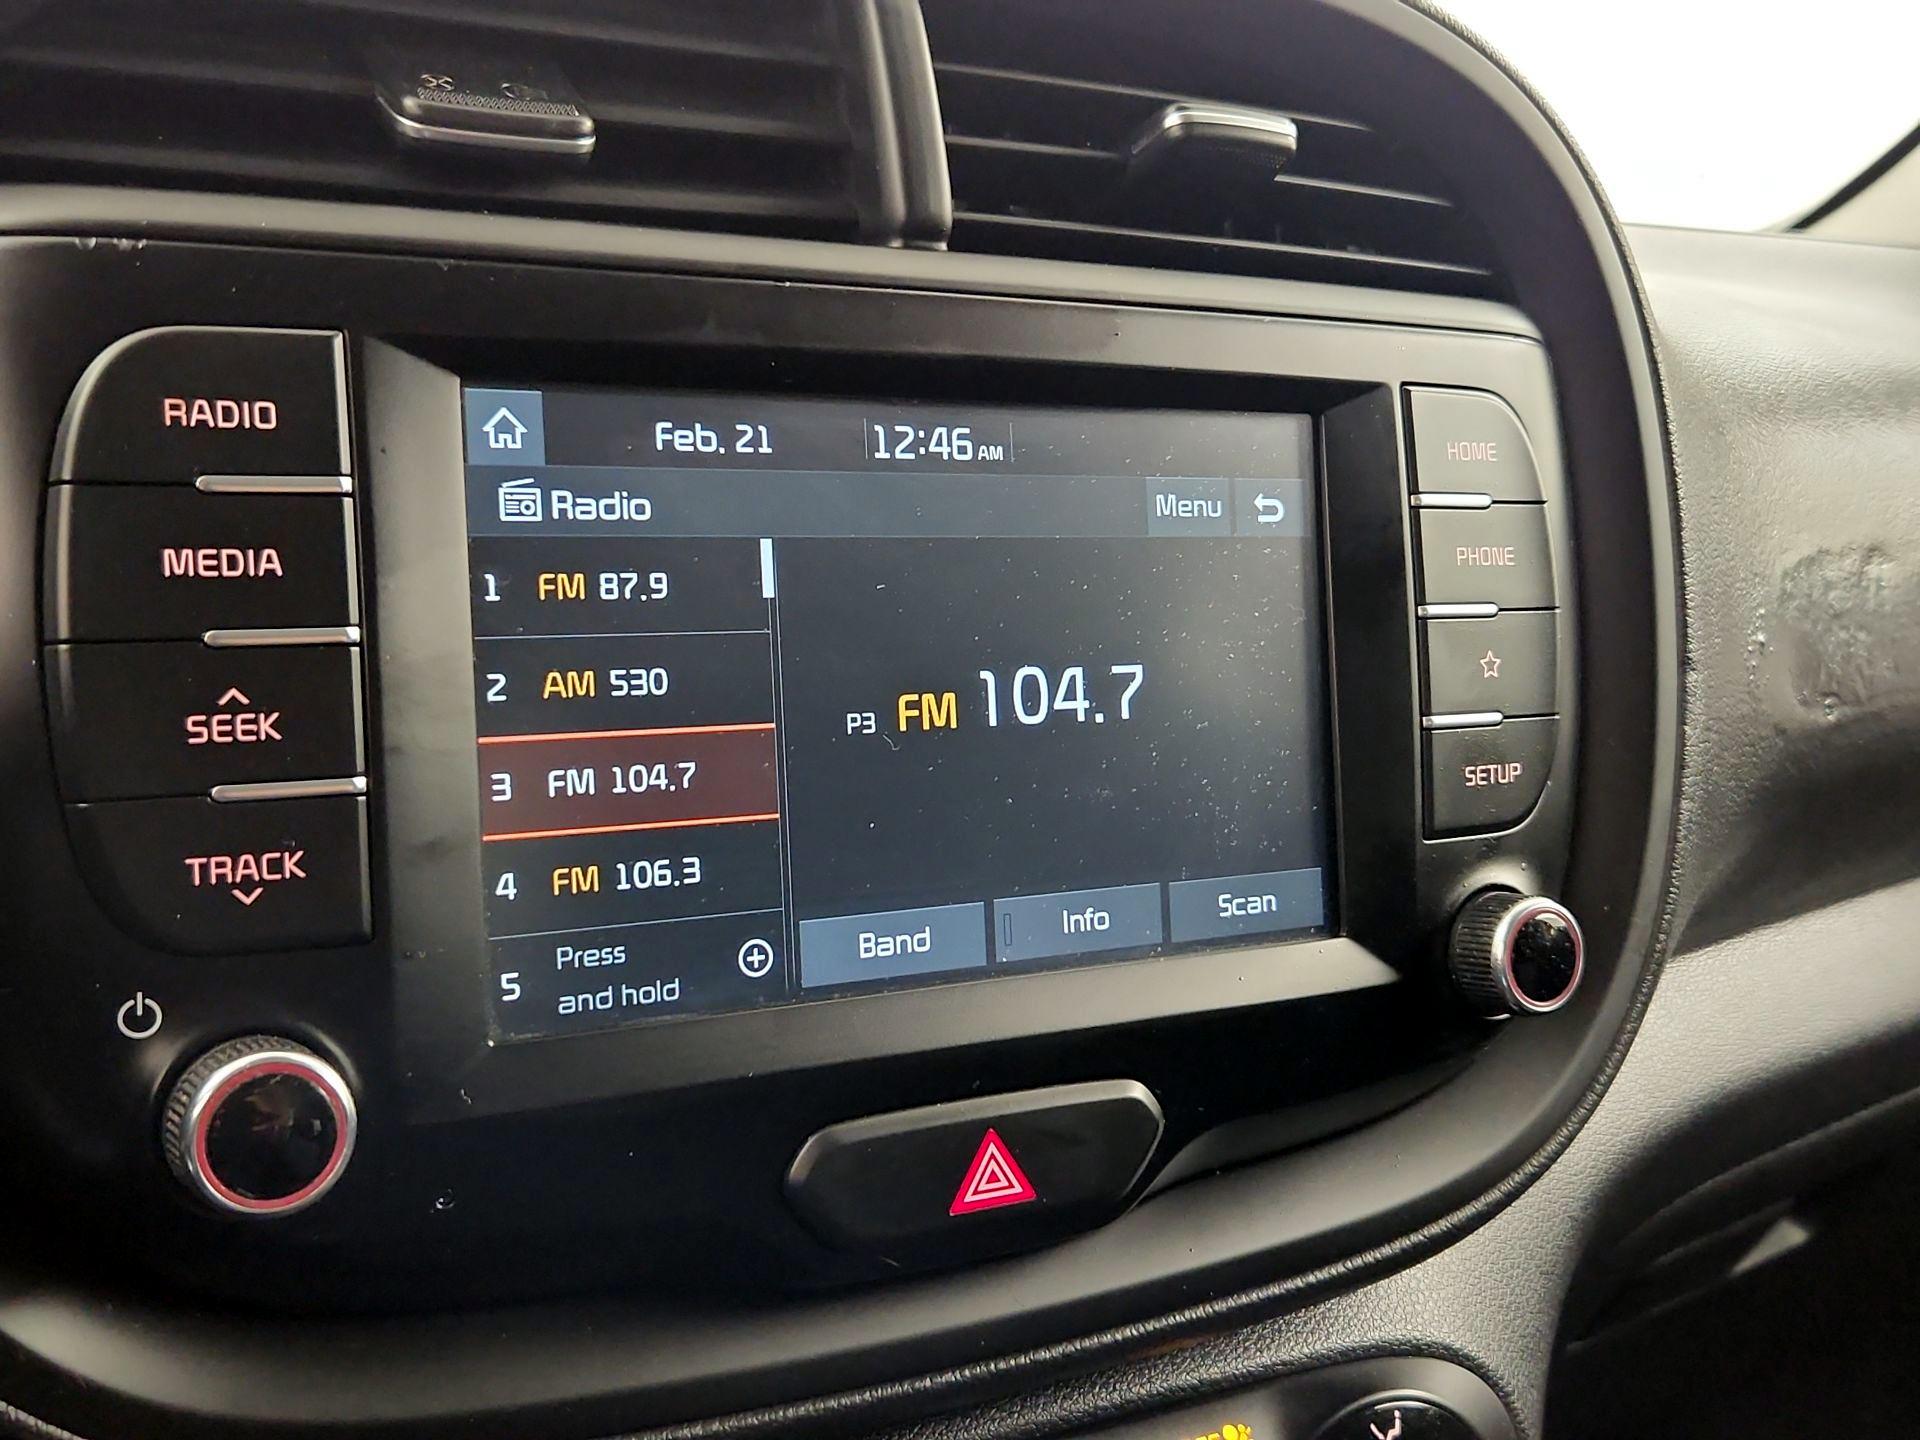 RADIO
MEDIA
SEEK
TRACK
Feb. 21
12:46 AM
Radio
Menu
1 FM 87.9
2 AM 530
3 FM 104.7
4 FM 106.3
5 Press
and hold
P3 FM 104.7
Band
Info
Scan
HOME
PHONE
SETUP